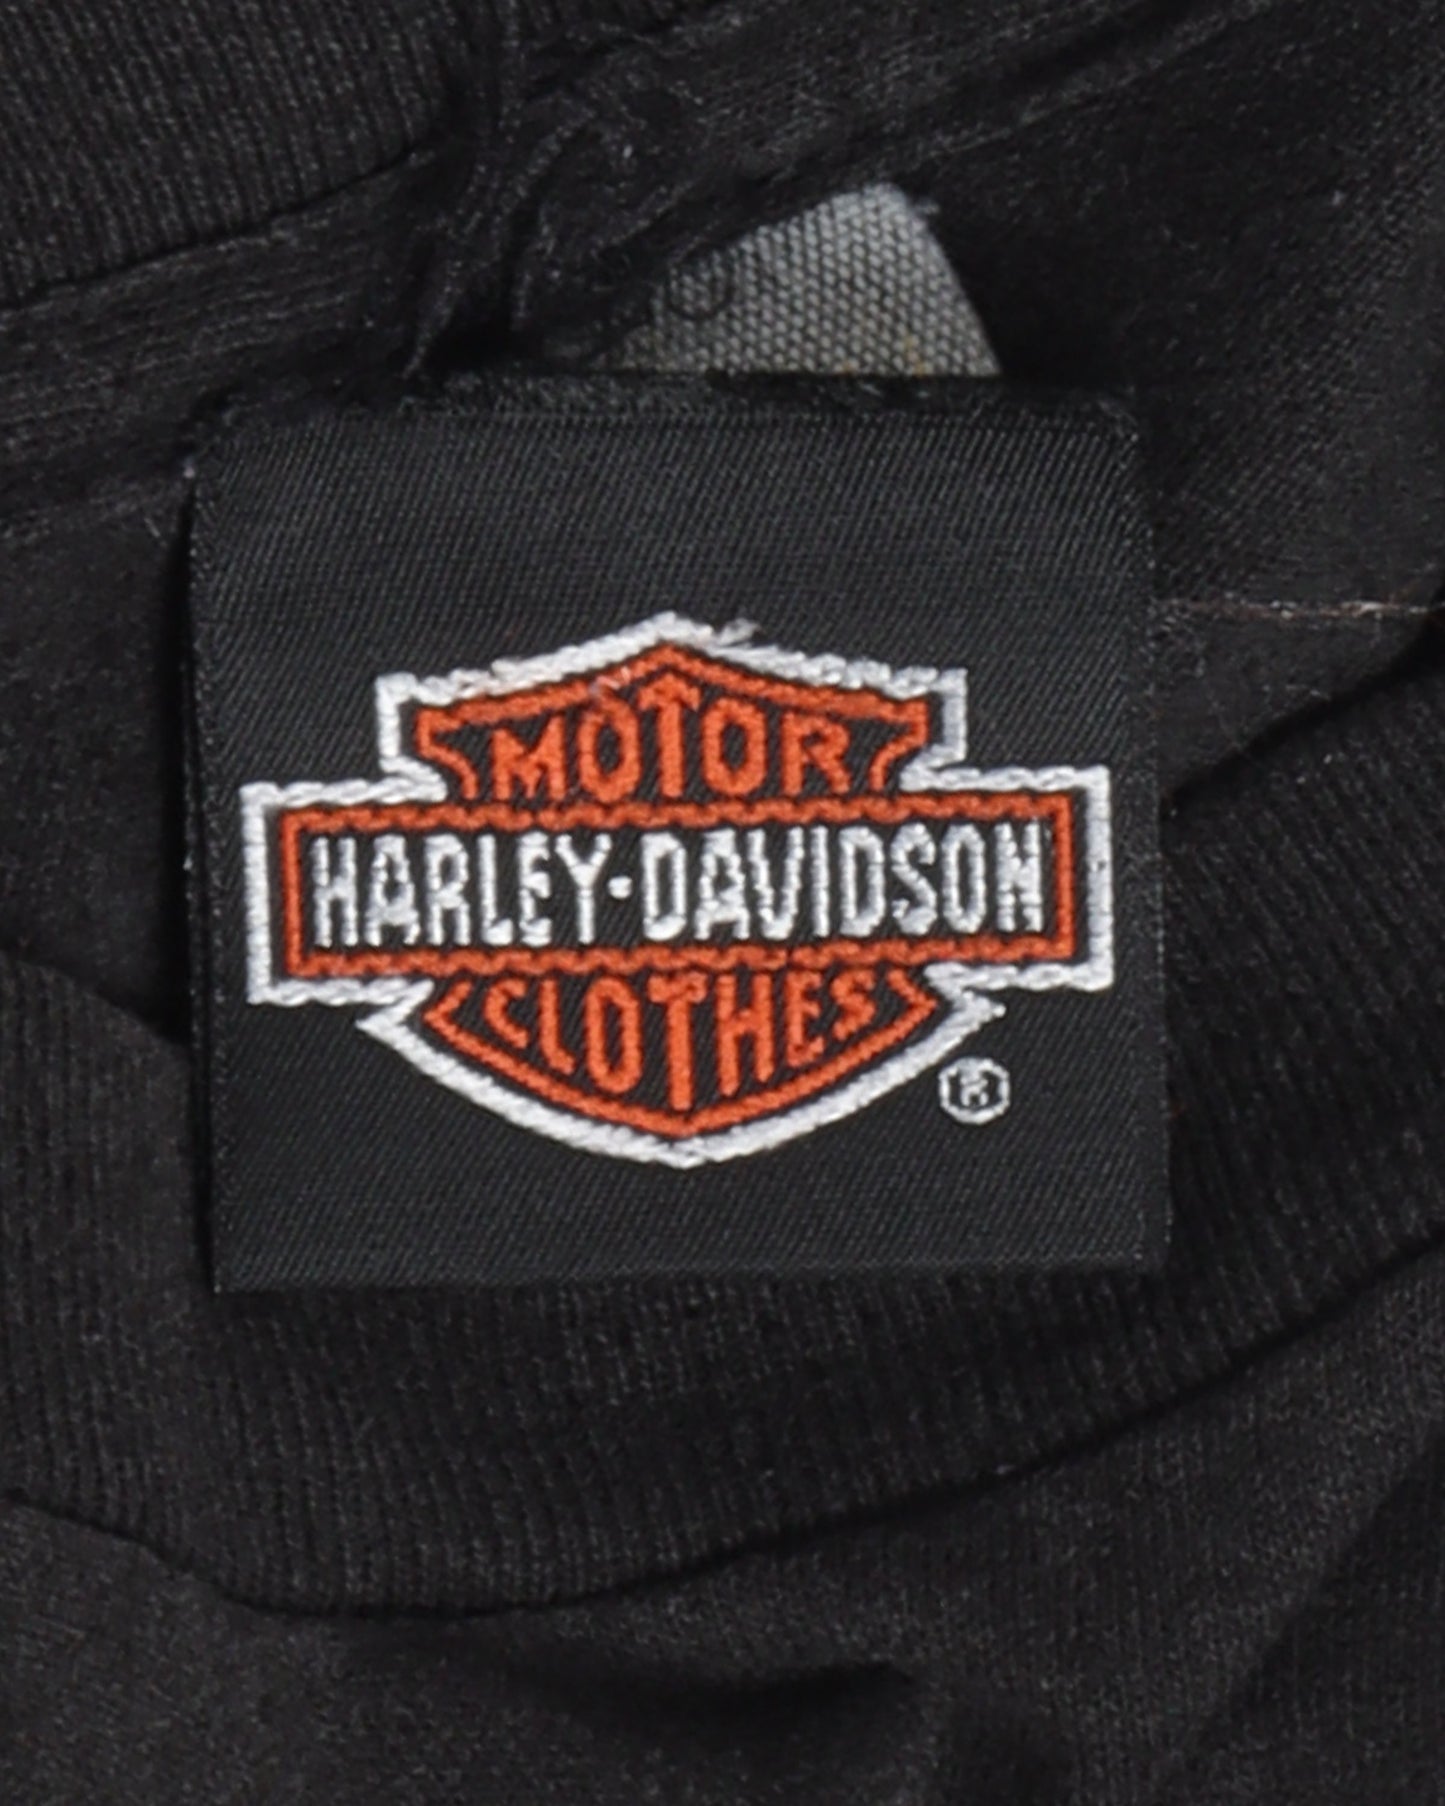 MOTOR
HARLEY-DAVIDSON
CLOTHES
®